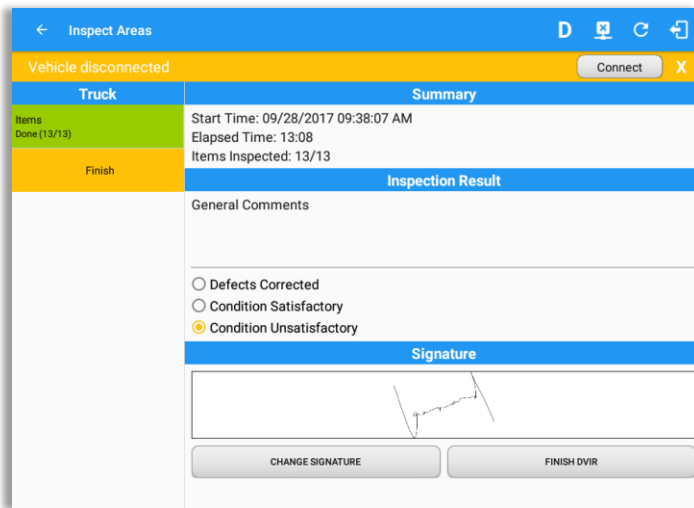 Inspect Areas
D
Vehicle disconnected
Connect
X
Truck
Items
Done (13/13)
Finish
Summary
Start Time: 09/28/2017 09:38:07 AM
Elapsed Time: 13:08
Items Inspected: 13/13
Inspection Result
General Comments
Defects Corrected
Condition Satisfactory
Condition Unsatisfactory
Signature
CHANGE SIGNATURE
FINISH DVIR